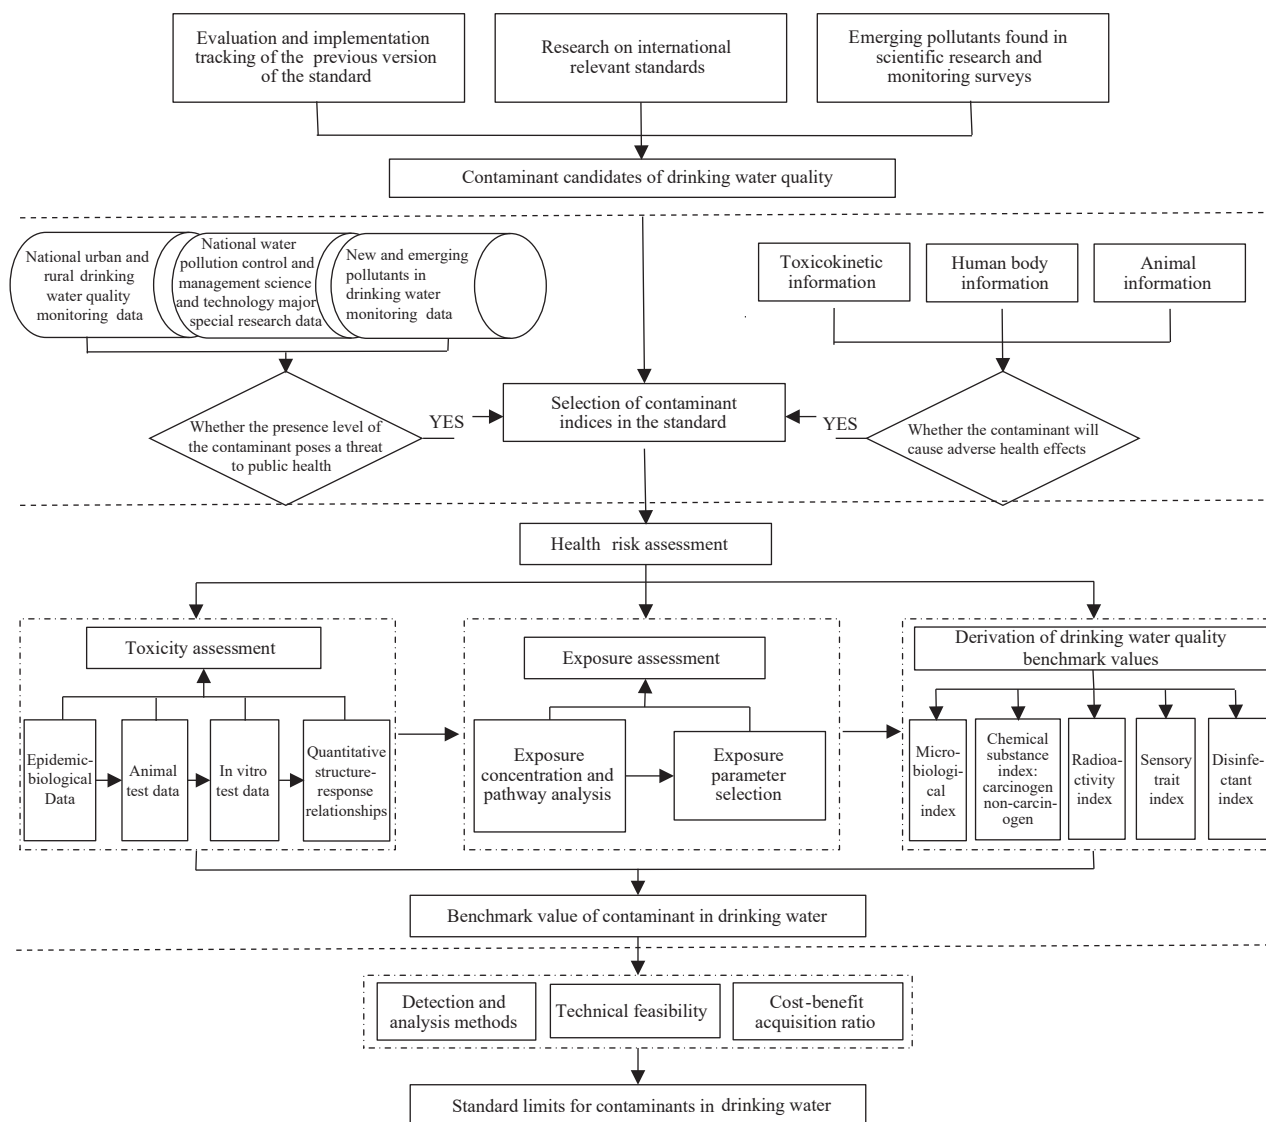 Evaluation and implementation
tracking of the previous version
of the standard
Research on international
relevant standards
Emerging pollutants found in
scientific research and
monitoring surveys
Contaminant candidates of drinking water quality
National urban and
rural drinking
water quality
monitoring data
National water
pollution control and
management science
and technology major
special research data
New and emerging
pollutants in
drinking water
monitoring data
Toxicokinetic
information
Human body
information
Animal
information
Whether the presence level of
the contaminant poses a threat
to public health
YES
Selection of contaminant
indices in the standard
YES
Whether the contaminant will
cause adverse health effects
Health risk assessment
Toxicity assessment
Epidemic-
biological
Data
Animal
test data
In vitro
test data
Quantitative
structure-
response
relationships
Exposure assessment
Exposure
concentration and
pathway analysis
Exposure
parameter
selection
Derivation of drinking water quality
benchmark values
Micro-
biologi-
cal index
Chemical
substance
index:
carcinogen
non-carcin-
ogen
Radioa-
ctivity
index
Sensory
trait
index
Disinfe-
ctant
index
Benchmark value of contaminant in drinking water
Detection and
analysis methods
Technical feasibility
Cost-benefit
acquisition ratio
Standard limits for contaminants in drinking water